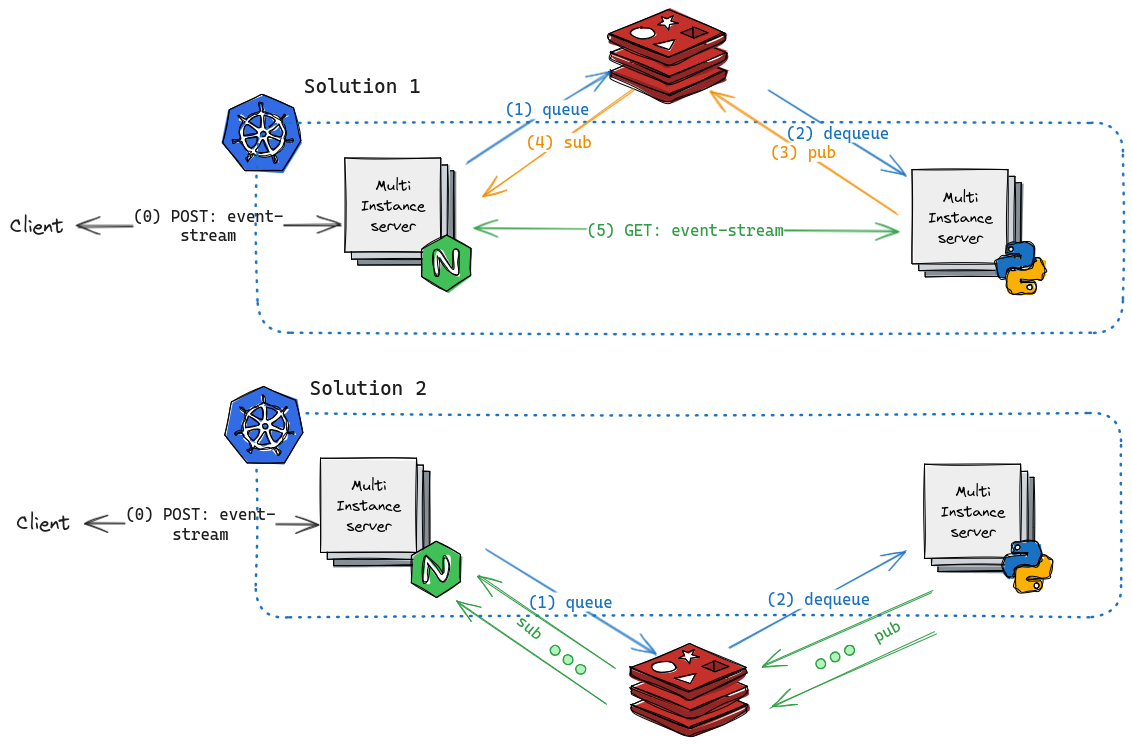 Solution 1
(1) queue
(4) sub
(2) dequeue
(3) pub
Multi
Instance
server
Multi
Instance
server
Client
(0) POST: event-
stream
(5) GET: event-stream
N
Solution 2
Multi
Instance
server
Multi
Instance
server
Client
(0) POST: event-
stream
N
(1) queue
(2) dequeue
sub
pub